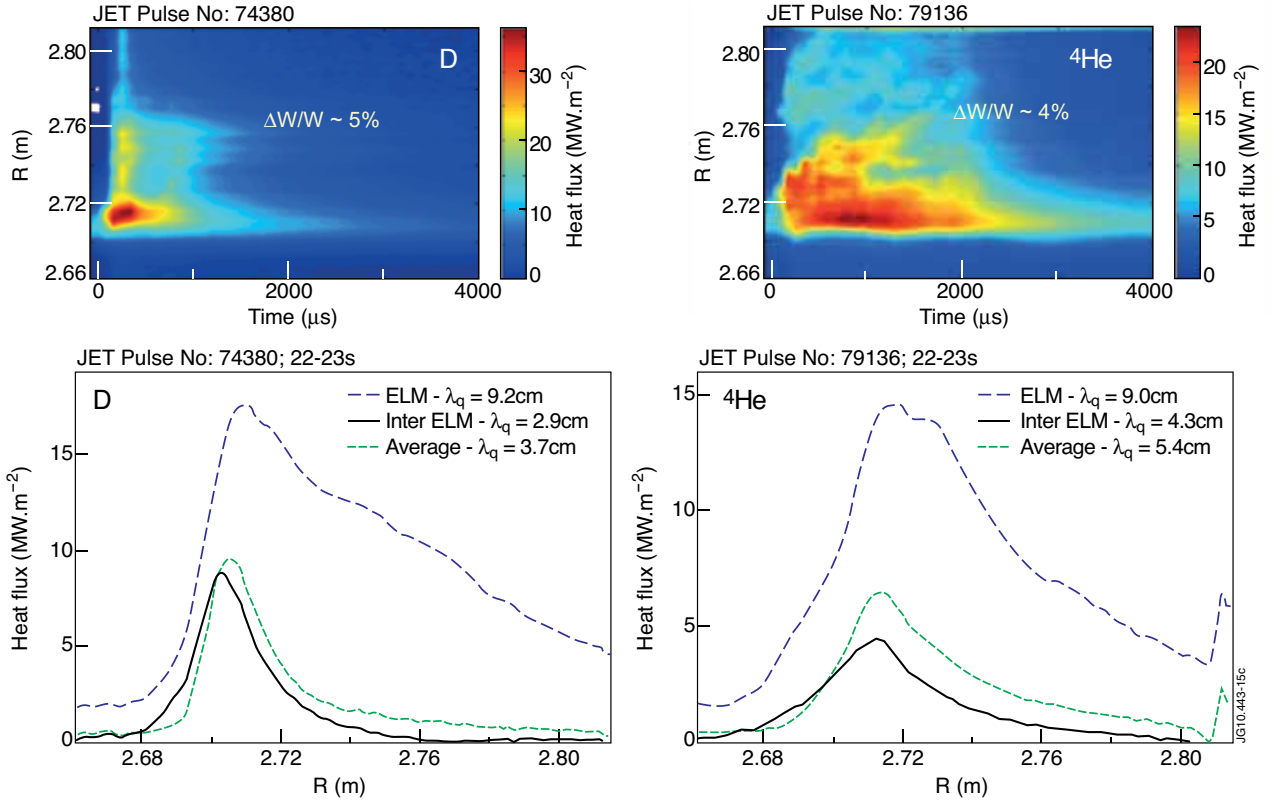 JET Pulse No: 74380
D
ΔW/W ~ 5%
2.80
2.76
2.72
2.66
R (m)
0
2000
4000
Time (μs)
30
20
10
0
Heat flux (MW.m⁻²)
JET Pulse No: 79136
⁴He
ΔW/W ~ 4%
2.80
2.76
2.72
2.66
R (m)
0
2000
4000
Time (μs)
20
15
10
5
0
Heat flux (MW.m⁻²)
JET Pulse No: 74380; 22-23s
D
ELM - λq = 9.2cm
Inter ELM - λq = 2.9cm
Average - λq = 3.7cm
15
10
5
0
Heat flux (MW.m⁻²)
2.68
2.72
2.76
2.80
R (m)
JET Pulse No: 79136; 22-23s
⁴He
ELM - λq = 9.0cm
Inter ELM - λq = 4.3cm
Average - λq = 5.4cm
15
10
5
0
Heat flux (MW.m⁻²)
2.68
2.72
2.76
2.80
R (m)
JG10.443-15c